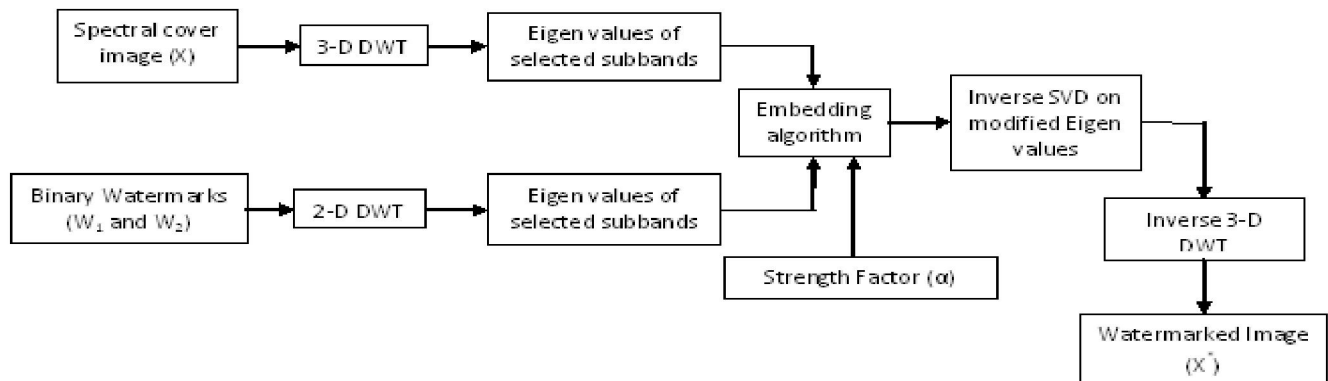 Spectral cover
image (X)
3-D DWT
Eigen values of
selected subbands
Embedding
algorithm
Inverse SVD on
modified Eigen
values
Binary Watermarks
(W₁ and W₂)
2-D DWT
Eigen values of
selected subbands
Strength Factor (α)
Inverse 3-D
DWT
Watermarked Image
(X*)